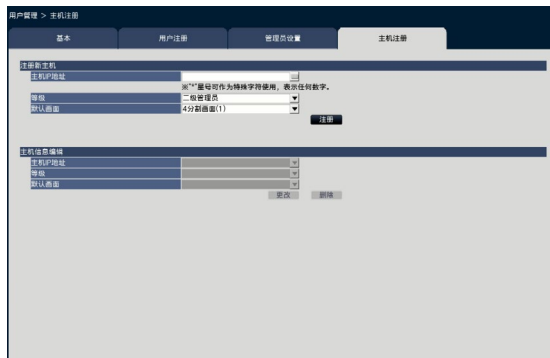 用户管理 > 主机注册
基本 用户注册 管理员设置 主机注册
注册新主机
主机IP地址
※"*"星号可作为特殊字符使用，表示任何数字。
等级 二级管理员
默认画面 4分割画面(1)
注册
主机信息编辑
主机IP地址
等级
默认画面
更改 删除